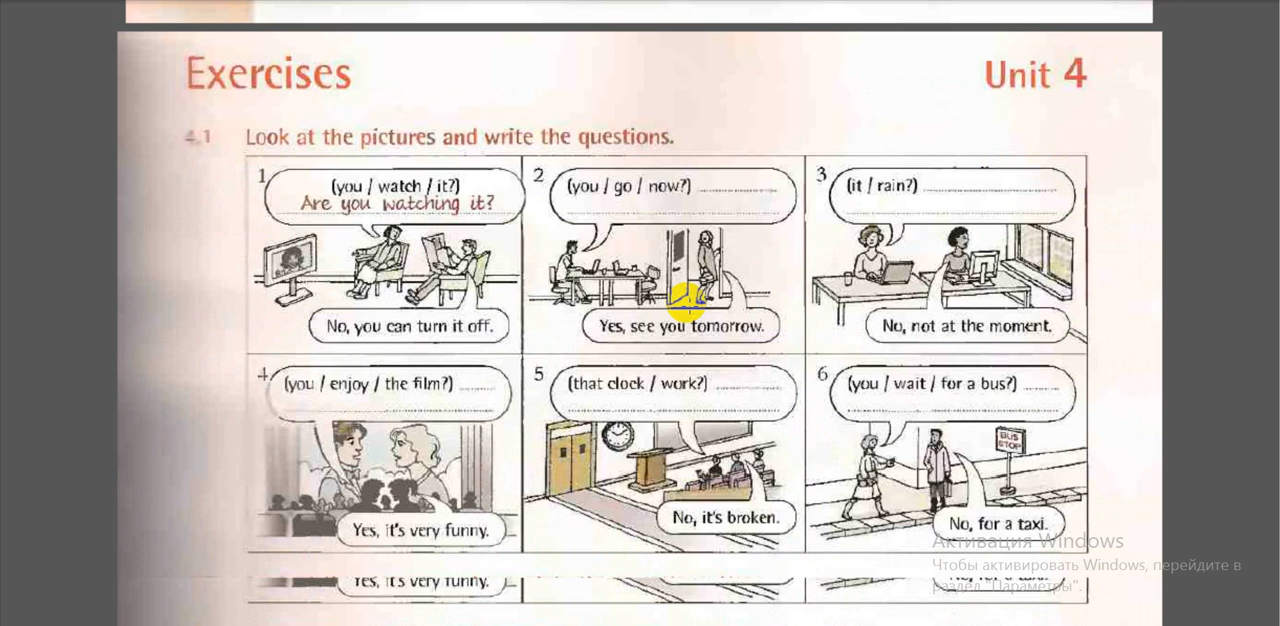 Exercises
Unit 4
4.1 Look at the pictures and write the questions.
1
(you / watch / it?)
Are you watching it?
No, you can turn it off.
2
(you / go / now?)
Yes, see you tomorrow.
3
(it / rain?)
No, not at the moment.
4
(you / enjoy / the film?)
Yes, it's very funny.
5
(that clock / work?)
No, it's broken.
6
(you / wait / for a bus?)
BUS
STOP
No, for a taxi.
Активация Windows
Чтобы активировать Windows, перейдите в
раздел "Параметры".
Yes, it's very funny.